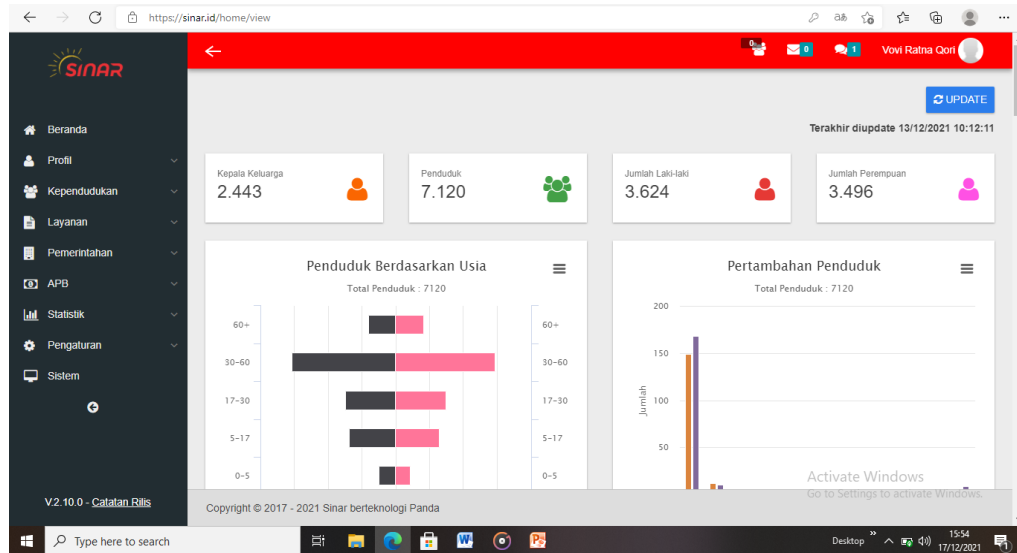 https://sinar.id/home/view
SINAR
0
0
1
Vovi Ratna Qori
UPDATE
Terakhir diupdate 13/12/2021 10:12:11
Beranda
Profil
Kependudukan
Layanan
Pemerintahan
APB
Statistik
Pengaturan
Sistem
V.2.10.0 - Catatan Rilis
Kepala Keluarga
2.443
Penduduk
7.120
Jumlah Laki-laki
3.624
Jumlah Perempuan
3.496
Penduduk Berdasarkan Usia
Total Penduduk : 7120
60+
60+
30-60
30-60
17-30
17-30
5-17
5-17
0-5
0-5
Pertambahan Penduduk
Total Penduduk : 7120
Jumlah
200
150
100
50
Activate Windows
Go to Settings to activate Windows.
Copyright © 2017 - 2021 Sinar berteknologi Panda
Type here to search
Desktop
15:54
17/12/2021
1